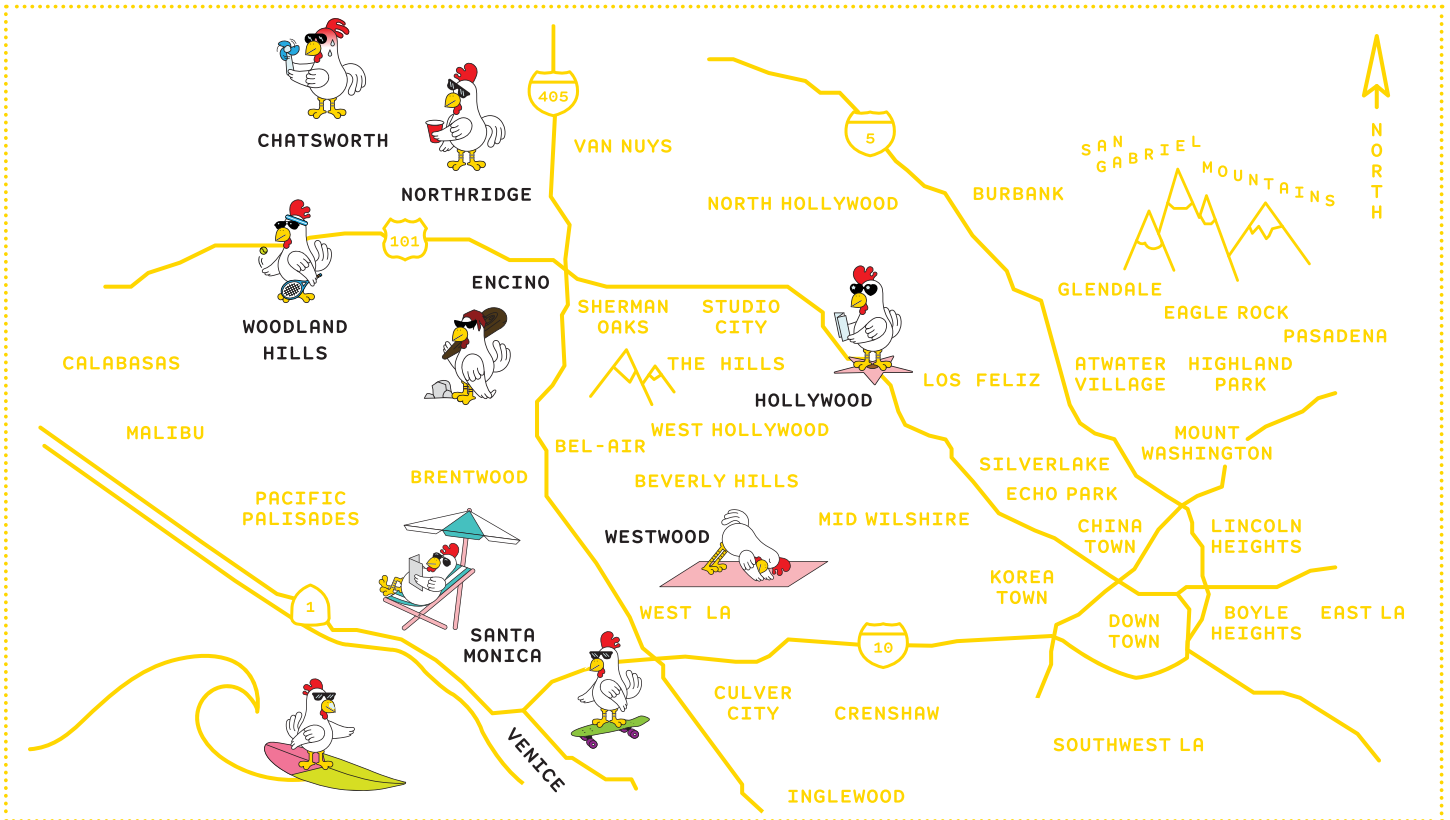 CHATSWORTH
NORTHRIDGE
405
VAN NUYS
5
NORTH HOLLYWOOD
BURBANK
SAN
GABRIEL
MOUNTAINS
NORTH
101
ENCINO
WOODLAND
HILLS
CALABASAS
SHERMAN
OAKS
STUDIO
CITY
GLENDALE
EAGLE ROCK
PASADENA
THE HILLS
HOLLYWOOD
LOS FELIZ
ATWATER
VILLAGE
HIGHLAND
PARK
MALIBU
BEL-AIR
WEST HOLLYWOOD
MOUNT
WASHINGTON
BRENTWOOD
BEVERLY HILLS
SILVERLAKE
ECHO PARK
PACIFIC
PALISADES
WESTWOOD
MID WILSHIRE
CHINA
TOWN
LINCOLN
HEIGHTS
KOREA
TOWN
1
WEST LA
DOWN
TOWN
BOYLE
HEIGHTS
EAST LA
SANTA
MONICA
10
CULVER
CITY
CRENSHAW
VENICE
SOUTHWEST LA
INGLEWOOD